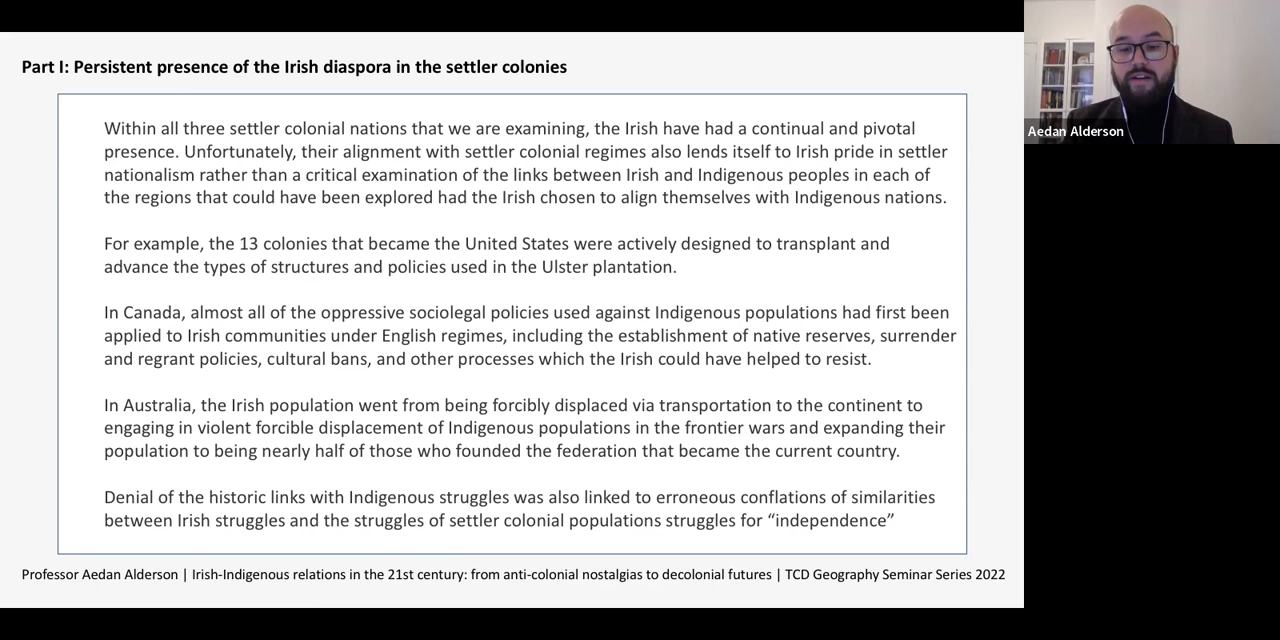 Part I: Persistent presence of the Irish diaspora in the settler colonies
Within all three settler colonial nations that we are examining, the Irish have had a continual and pivotal
presence. Unfortunately, their alignment with settler colonial regimes also lends itself to Irish pride in settler
nationalism rather than a critical examination of the links between Irish and Indigenous peoples in each of
the regions that could have been explored had the Irish chosen to align themselves with Indigenous nations.
For example, the 13 colonies that became the United States were actively designed to transplant and
advance the types of structures and policies used in the Ulster plantation.
In Canada, almost all of the oppressive sociolegal policies used against Indigenous populations had first been
applied to Irish communities under English regimes, including the establishment of native reserves, surrender
and regrant policies, cultural bans, and other processes which the Irish could have helped to resist.
In Australia, the Irish population went from being forcibly displaced via transportation to the continent to
engaging in violent forcible displacement of Indigenous populations in the frontier wars and expanding their
population to being nearly half of those who founded the federation that became the current country.
Denial of the historic links with Indigenous struggles was also linked to erroneous conflations of similarities
between Irish struggles and the struggles of settler colonial populations struggles for “independence”
Professor Aedan Alderson | Irish-Indigenous relations in the 21st century: from anti-colonial nostalgias to decolonial futures | TCD Geography Seminar Series 2022
Aedan Alderson